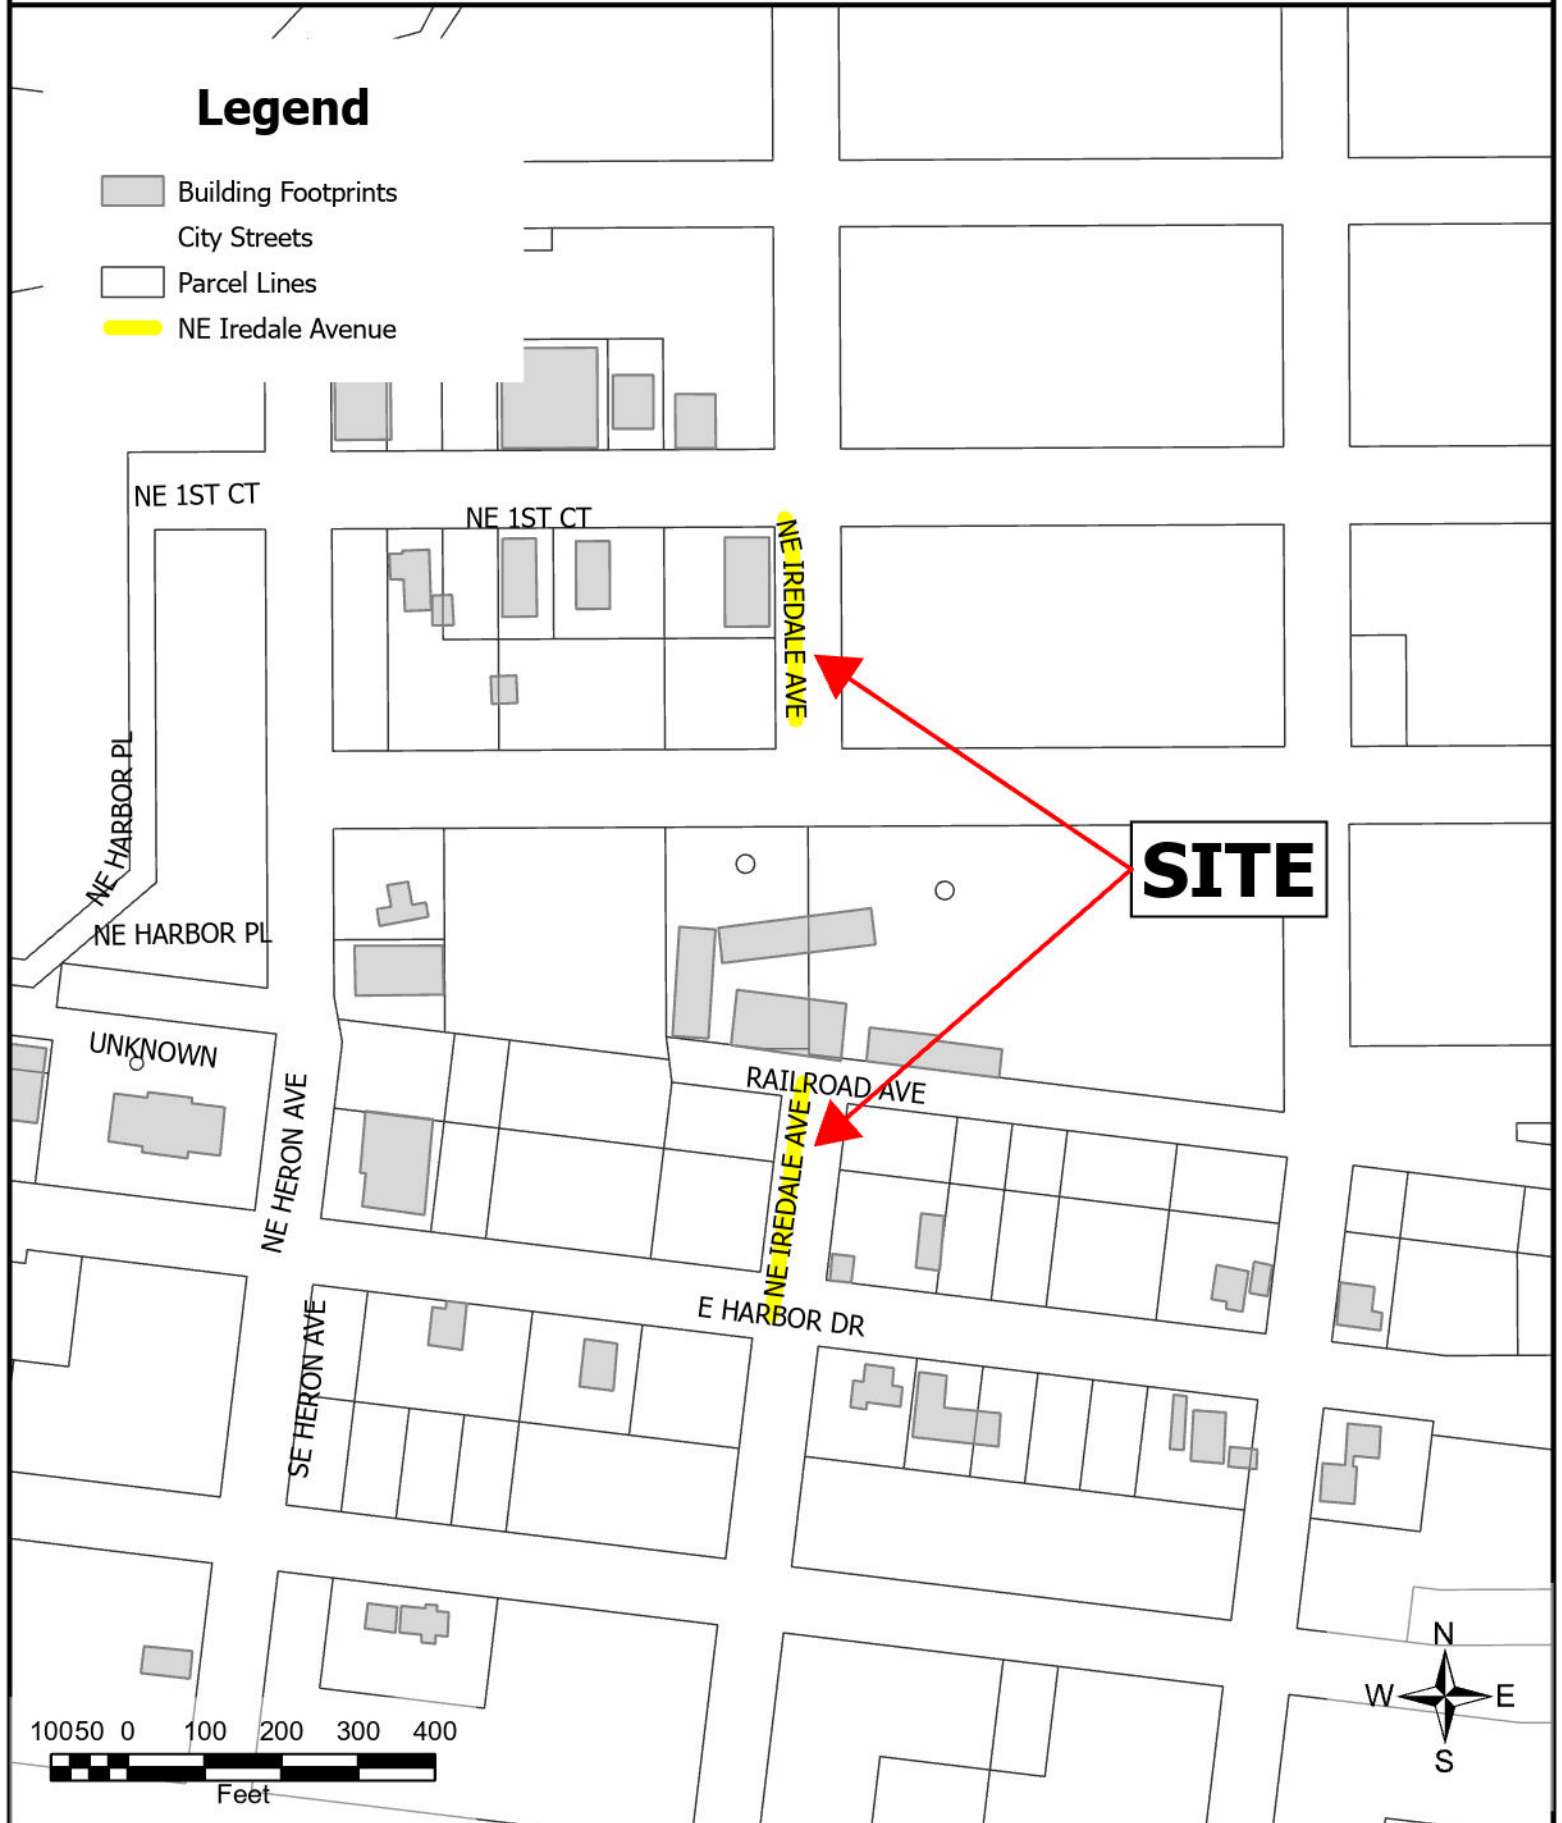 Legend
Building Footprints
City Streets
Parcel Lines
NE Iredale Avenue
NE 1ST CT
NE 1ST CT
NE IREDALE AVE
NE HARBOR PL
SITE
NE HARBOR PL
UNKNOWN
RAILROAD AVE
NE HERON AVE
NE IREDALE AVE
E HARBOR DR
SE HERON AVE
N
W E
S
10050 0 100 200 300 400
Feet